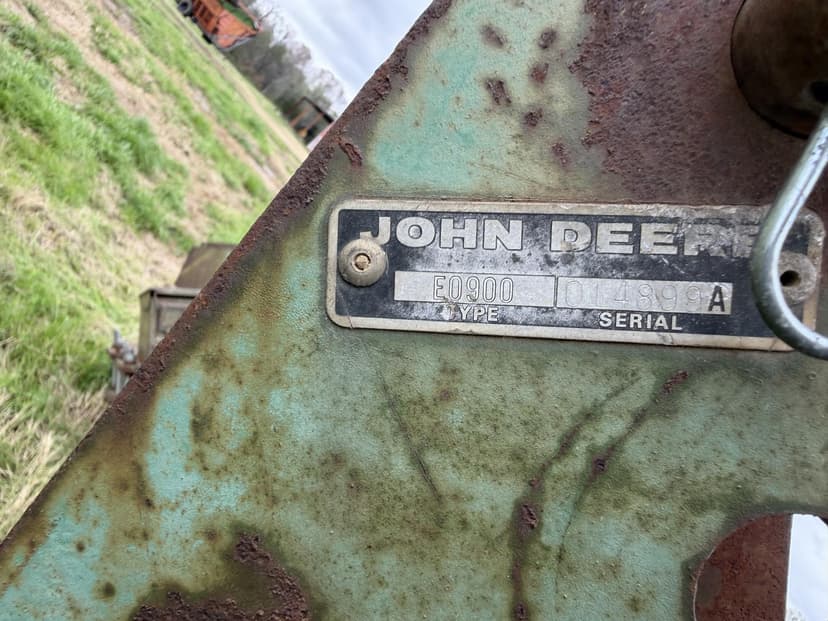 JOHN DEERE
E0900 014899A
TYPE SERIAL